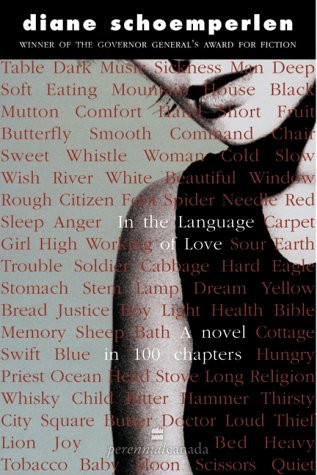 diane schoemperlen
WINNER OF THE GOVERNOR GENERAL'S AWARD FOR FICTION
Table Dark Music Sickness Man Deep
Soft Eating Mountain House Black
Mutton Comfort Hand Short Fruit
Butterfly Smooth Command Chair
Sweet Whistle Woman Cold Slow
Wish River White Beautiful Window
Rough Citizen Foot Spider Needle Red
Sleep Anger In the Language Carpet
Girl High Working of Love Sour Earth
Trouble Soldier Cabbage Hard Eagle
Stomach Stem Lamp Dream Yellow
Bread Justice Boy Light Health Bible
Memory Sheep Bath A novel Cottage
Swift Blue in 100 chapters Hungry
Priest Ocean Head Stove Long Religion
Whisky Child Bitter Hammer Thirsty
City Square Butter Doctor Loud Thief
Lion Joy Bed Heavy
perennialcanada
Tobacco Baby Moon Scissors Quiet